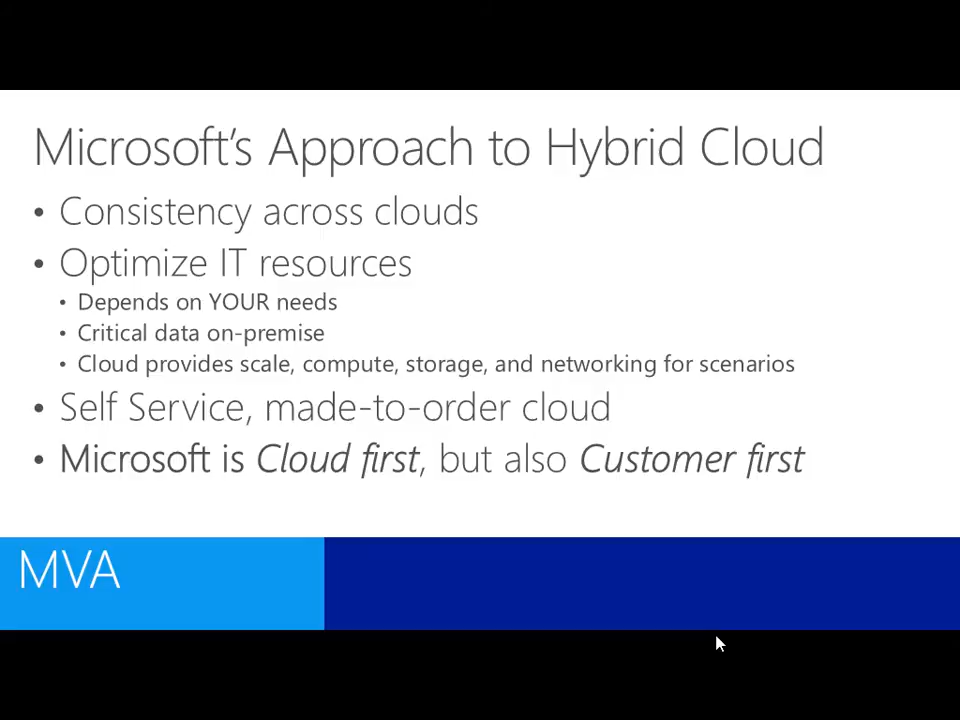 Microsoft's Approach to Hybrid Cloud
• Consistency across clouds
• Optimize IT resources
• Depends on YOUR needs
• Critical data on-premise
• Cloud provides scale, compute, storage, and networking for scenarios
• Self Service, made-to-order cloud
• Microsoft is Cloud first, but also Customer first
MVA